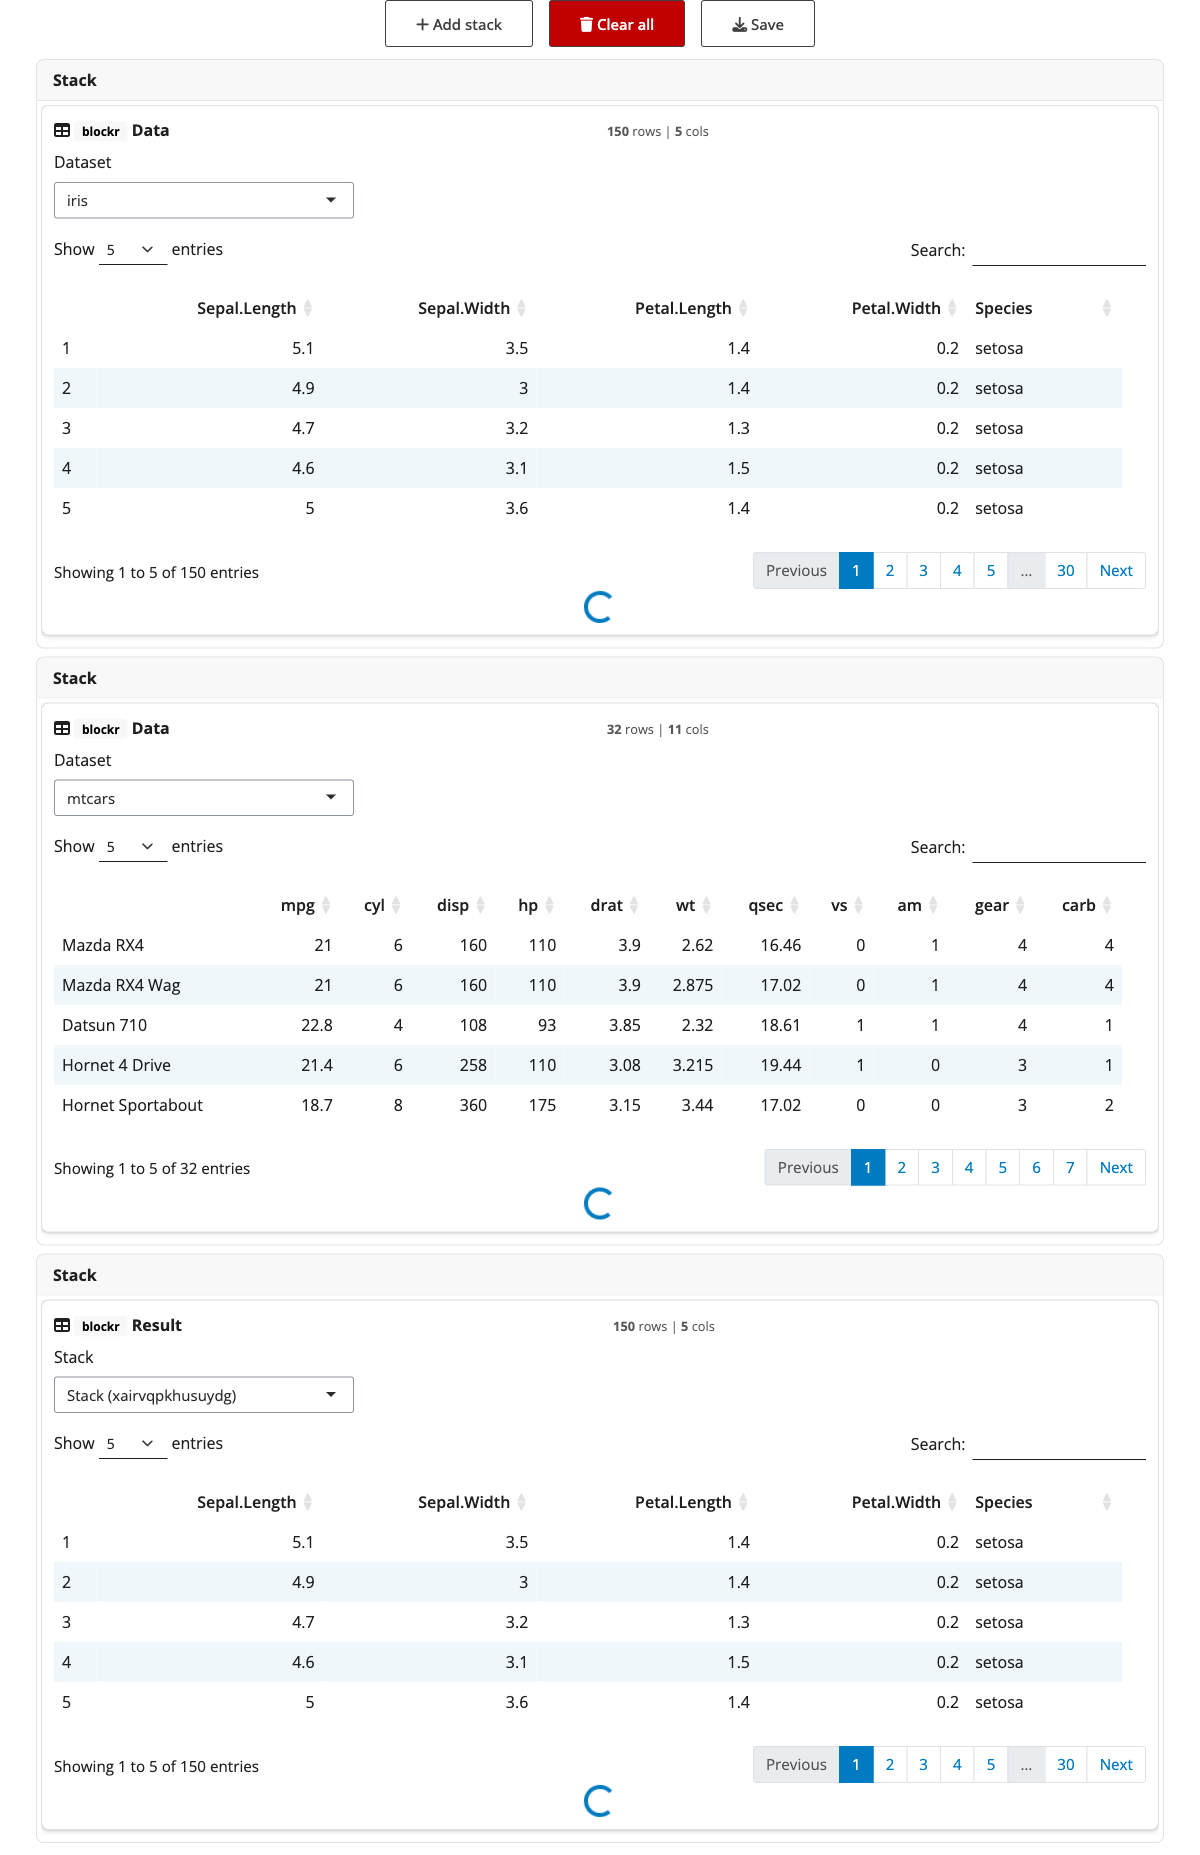 Add stack Clear all Save
Stack
blockr Data 150 rows | 5 cols
Dataset
iris
Show 5 entries Search:
Sepal.Length Sepal.Width Petal.Length Petal.Width Species
1 5.1 3.5 1.4 0.2 setosa
2 4.9 3 1.4 0.2 setosa
3 4.7 3.2 1.3 0.2 setosa
4 4.6 3.1 1.5 0.2 setosa
5 5 3.6 1.4 0.2 setosa
Showing 1 to 5 of 150 entries Previous 1 2 3 4 5 ... 30 Next
Stack
blockr Data 32 rows | 11 cols
Dataset
mtcars
Show 5 entries Search:
mpg cyl disp hp drat wt qsec vs am gear carb
Mazda RX4 21 6 160 110 3.9 2.62 16.46 0 1 4 4
Mazda RX4 Wag 21 6 160 110 3.9 2.875 17.02 0 1 4 4
Datsun 710 22.8 4 108 93 3.85 2.32 18.61 1 1 4 1
Hornet 4 Drive 21.4 6 258 110 3.08 3.215 19.44 1 0 3 1
Hornet Sportabout 18.7 8 360 175 3.15 3.44 17.02 0 0 3 2
Showing 1 to 5 of 32 entries Previous 1 2 3 4 5 6 7 Next
Stack
blockr Result 150 rows | 5 cols
Stack
Stack (xairvqpkhusuydg)
Show 5 entries Search:
Sepal.Length Sepal.Width Petal.Length Petal.Width Species
1 5.1 3.5 1.4 0.2 setosa
2 4.9 3 1.4 0.2 setosa
3 4.7 3.2 1.3 0.2 setosa
4 4.6 3.1 1.5 0.2 setosa
5 5 3.6 1.4 0.2 setosa
Showing 1 to 5 of 150 entries Previous 1 2 3 4 5 ... 30 Next